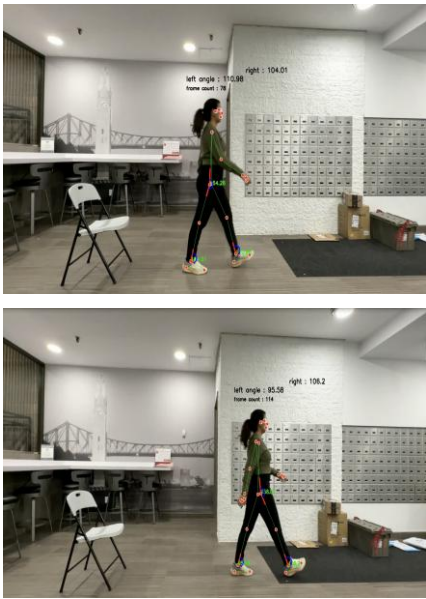 right : 104.01
left angle : 110.98
frame count : 78
right : 106.2
left angle : 95.58
frame count : 114